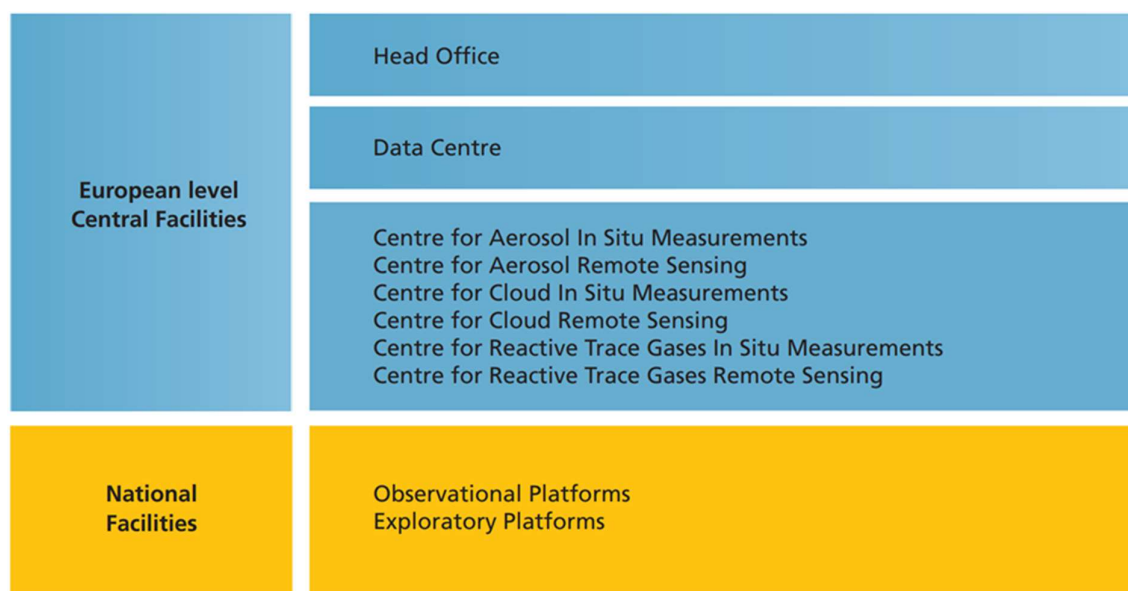 European level
Central Facilities
Head Office
Data Centre
Centre for Aerosol In Situ Measurements
Centre for Aerosol Remote Sensing
Centre for Cloud In Situ Measurements
Centre for Cloud Remote Sensing
Centre for Reactive Trace Gases In Situ Measurements
Centre for Reactive Trace Gases Remote Sensing
National
Facilities
Observational Platforms
Exploratory Platforms